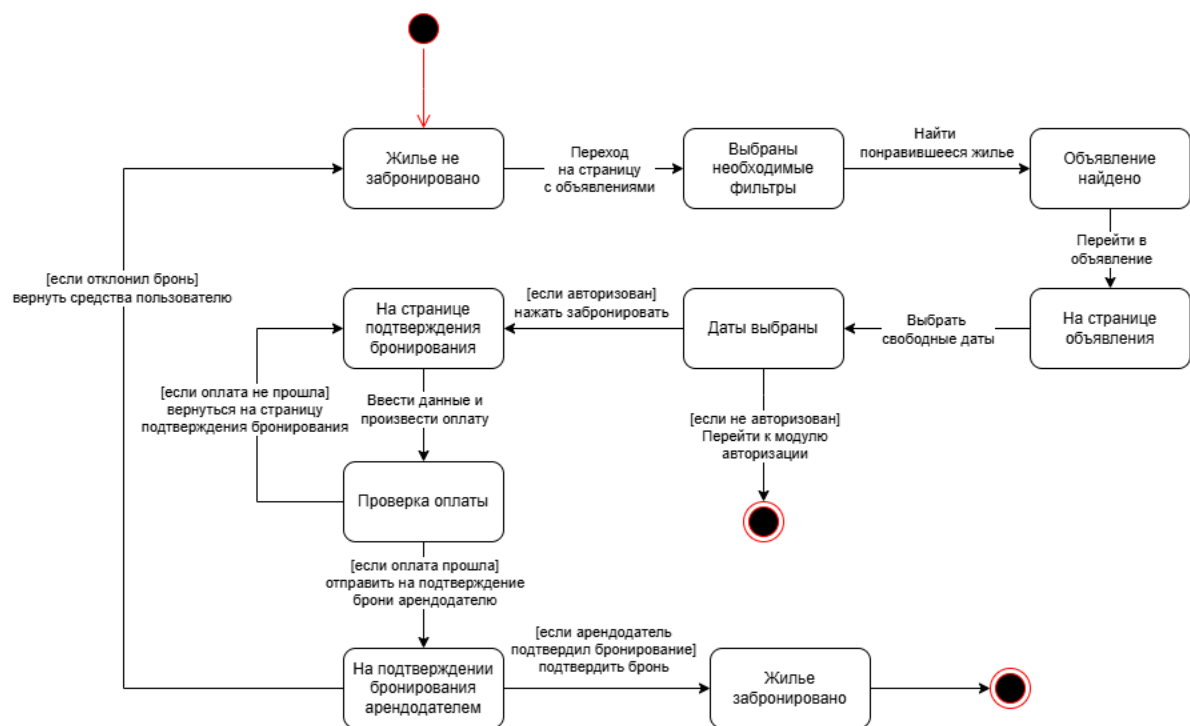 Жилье не
забронировано
Переход
на страницу
с объявлениями
Выбраны
необходимые
фильтры
Найти
понравившееся жилье
Объявление
найдено
Перейти в
объявление
На странице
объявления
Выбрать
свободные даты
Даты выбраны
[если авторизован]
нажать забронировать
На странице
подтверждения
бронирования
[если не авторизован]
Перейти к модулю
авторизации
Ввести данные и
произвести оплату
[если оплата не прошла]
вернуться на страницу
подтверждения бронирования
Проверка оплаты
[если оплата прошла]
отправить на подтверждение
брони арендодателю
На подтверждении
бронирования
арендодателем
[если отклонил бронь]
вернуть средства пользователю
[если арендодатель
подтвердил бронирование]
подтвердить бронь
Жилье
забронировано